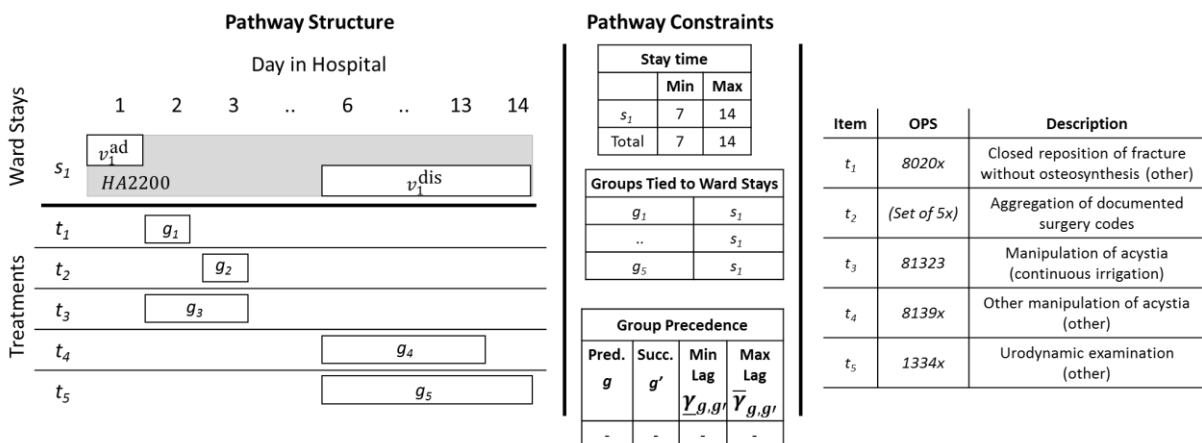 Pathway Structure
Day in Hospital
Ward Stays
1 2 3 .. 6 .. 13 14
s₁
v₁^ad
HA2200
v₁^dis
Treatments
t₁ g₁
t₂ g₂
t₃ g₃
t₄ g₄
t₅ g₅
Pathway Constraints
Stay time
Min Max
s₁ 7 14
Total 7 14
Groups Tied to Ward Stays
g₁ s₁
.. s₁
g₅ s₁
Group Precedence
Pred. Succ. Min Max
g g' Lag Lag
γ̲g,g' γ̅g,g'
- - - -
Item OPS Description
t₁ 8020x Closed reposition of fracture
without osteosynthesis (other)
t₂ (Set of 5x) Aggregation of documented
surgery codes
t₃ 81323 Manipulation of acystia
(continuous irrigation)
t₄ 8139x Other manipulation of acystia
(other)
t₅ 1334x Urodynamic examination
(other)